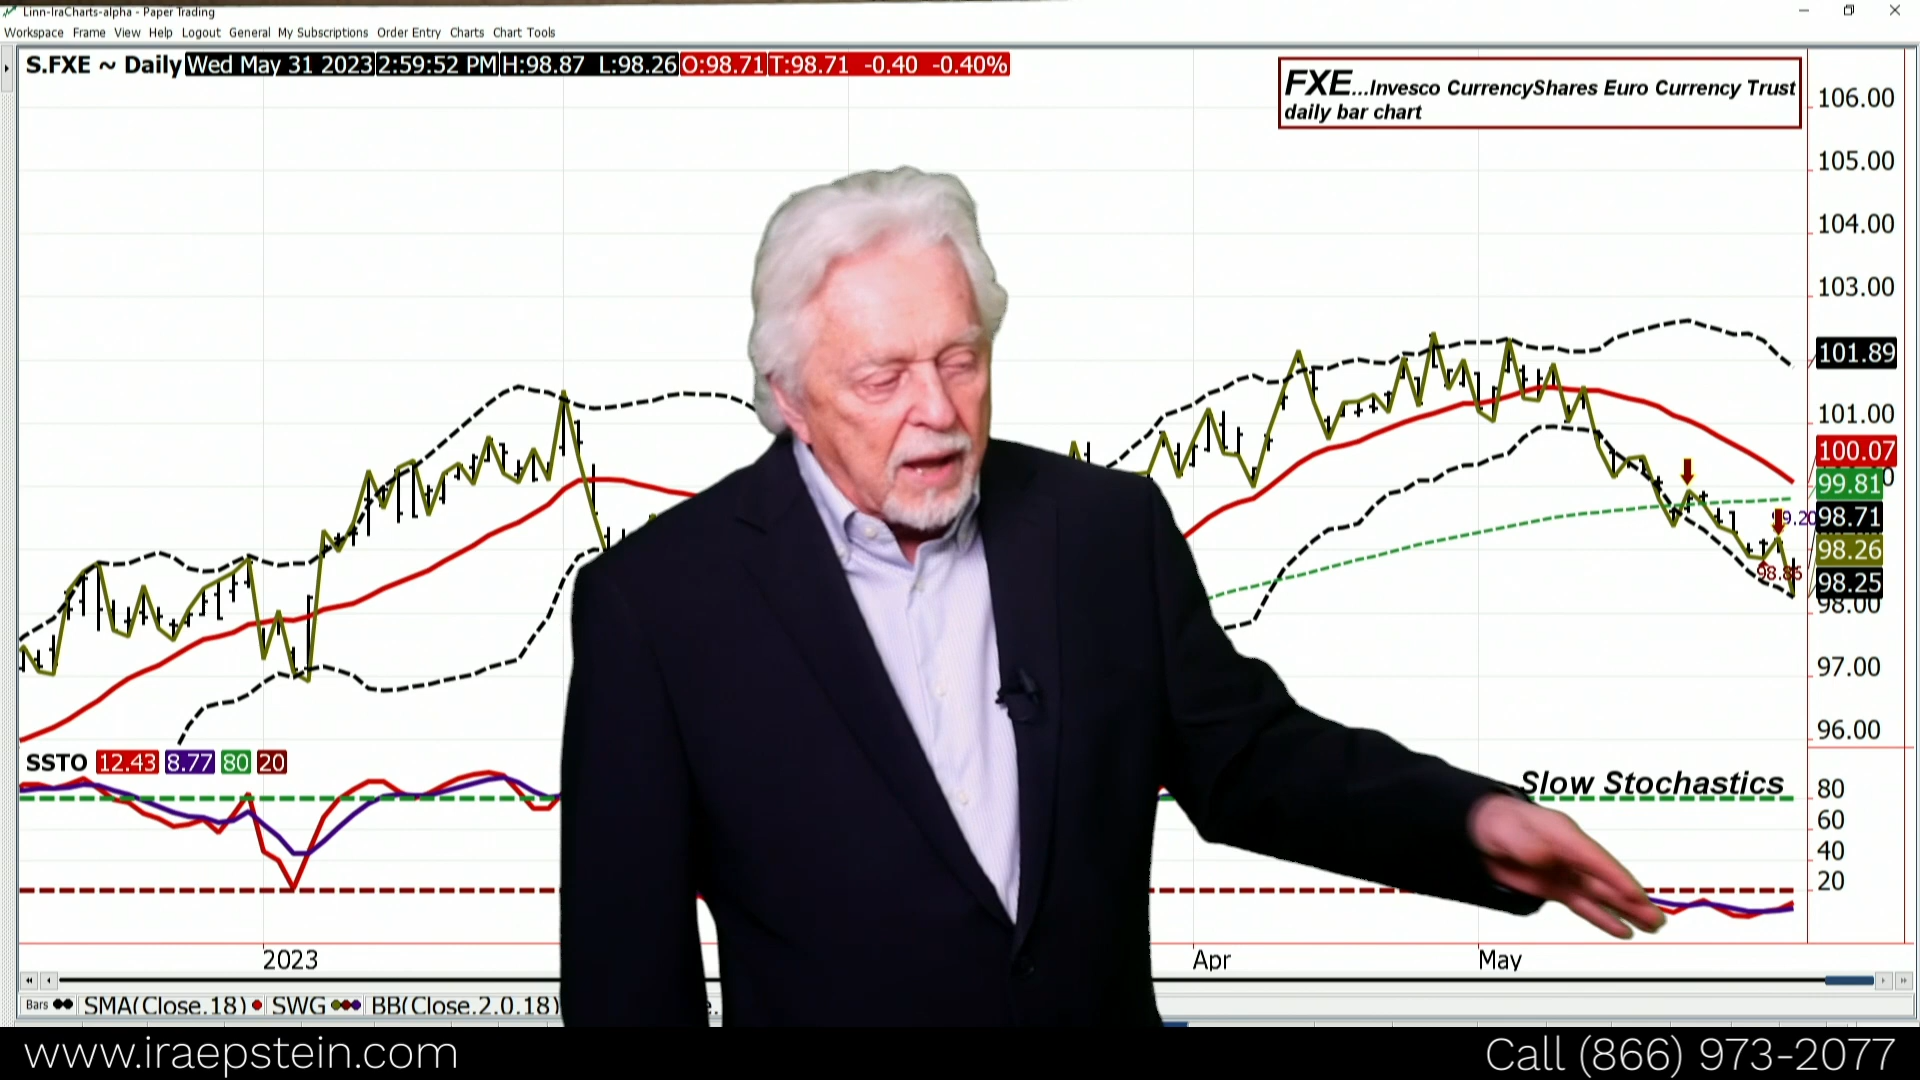 Linn-IraCharts-alpha - Paper Trading
Workspace Frame View Help Logout General My Subscriptions Order Entry Charts Chart Tools
S.FXE ~ Daily Wed May 31 2023 2:59:52 PM H:98.87 L:98.26 O:98.71 T:98.71 -0.40 -0.40%
FXE...Invesco CurrencyShares Euro Currency Trust
daily bar chart
106.00
105.00
104.00
103.00
101.89
101.00
100.07
99.81
98.71
98.26
98.25
98.00
97.00
96.00
98.85
SSTO 12.43 8.77 80 20
Slow Stochastics
80
60
40
20
2023
Apr
May
Bars SMA(Close.18) SWG BB(Close.2.0.18)
www.iraepstein.com
Call (866) 973-2077